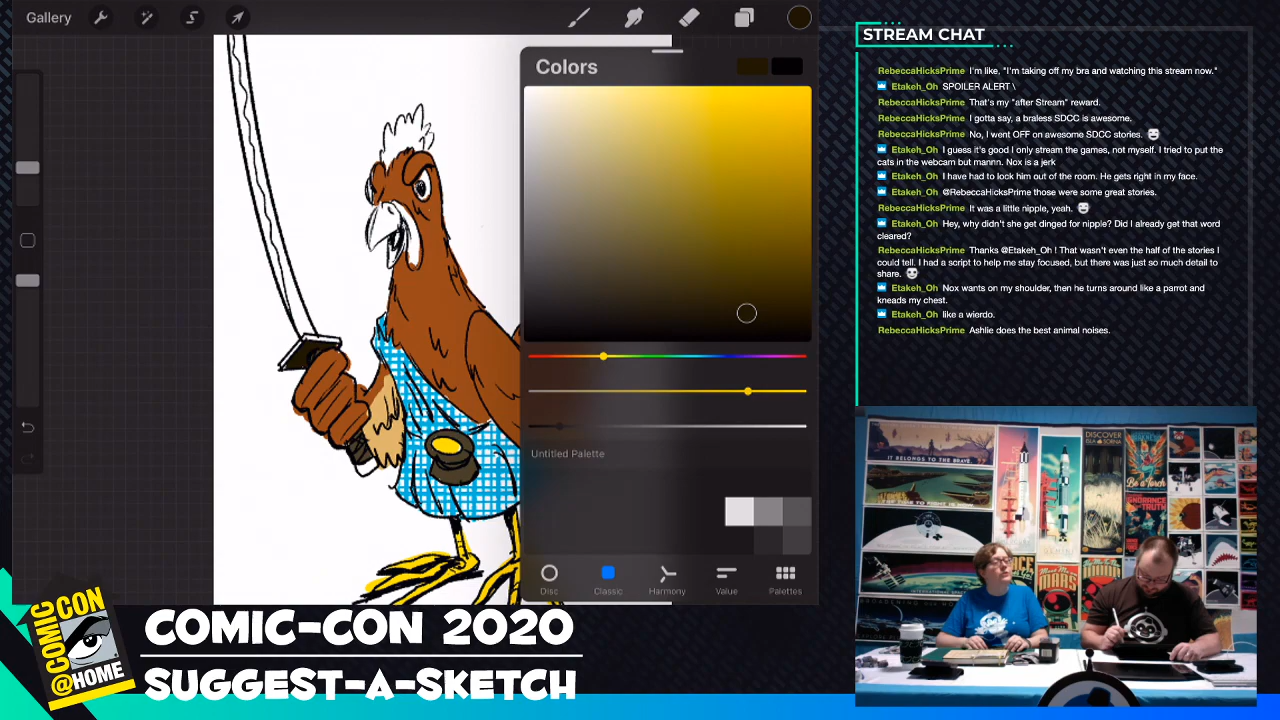 Gallery
Colors
Untitled Palette
Disc
Classic
Harmony
Value
Palettes
STREAM CHAT
RebeccaHicksPrime I'm like, "I'm taking off my bra and watching this stream now."
Etakeh_Oh SPOILER ALERT \
RebeccaHicksPrime That's my "after Stream" reward.
RebeccaHicksPrime I gotta say, a braless SDCC is awesome.
RebeccaHicksPrime No, I went OFF on awesome SDCC stories.
Etakeh_Oh I guess it's good I only stream the games, not myself. I tried to put the
cats in the webcam but mannn. Nox is a jerk
Etakeh_Oh I have had to lock him out of the room. He gets right in my face.
Etakeh_Oh @RebeccaHicksPrime those were some great stories.
RebeccaHicksPrime It was a little nipple, yeah.
Etakeh_Oh Hey, why didn't she get dinged for nipple? Did I already get that word
cleared?
RebeccaHicksPrime Thanks @Etakeh_Oh ! That wasn't even the half of the stories I
could tell. I had a script to help me stay focused, but there was just so much detail to
share.
Etakeh_Oh Nox wants on my shoulder, then he turns around like a parrot and
kneads my chest.
Etakeh_Oh like a wierdo.
RebeccaHicksPrime Ashlie does the best animal noises.
IT BELONGS TO THE BRAVE
DISCOVER
Be a Torch
MARS
COMIC CON
@HOME
COMIC-CON 2020
SUGGEST-A-SKETCH